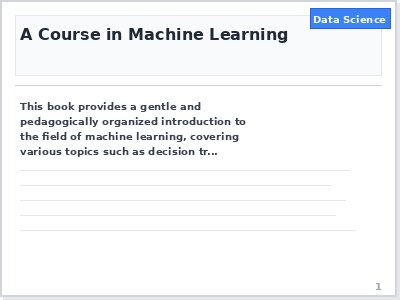 Data Science
A Course in Machine Learning
This book provides a gentle and
pedagogically organized introduction to
the field of machine learning, covering
various topics such as decision tr...
1